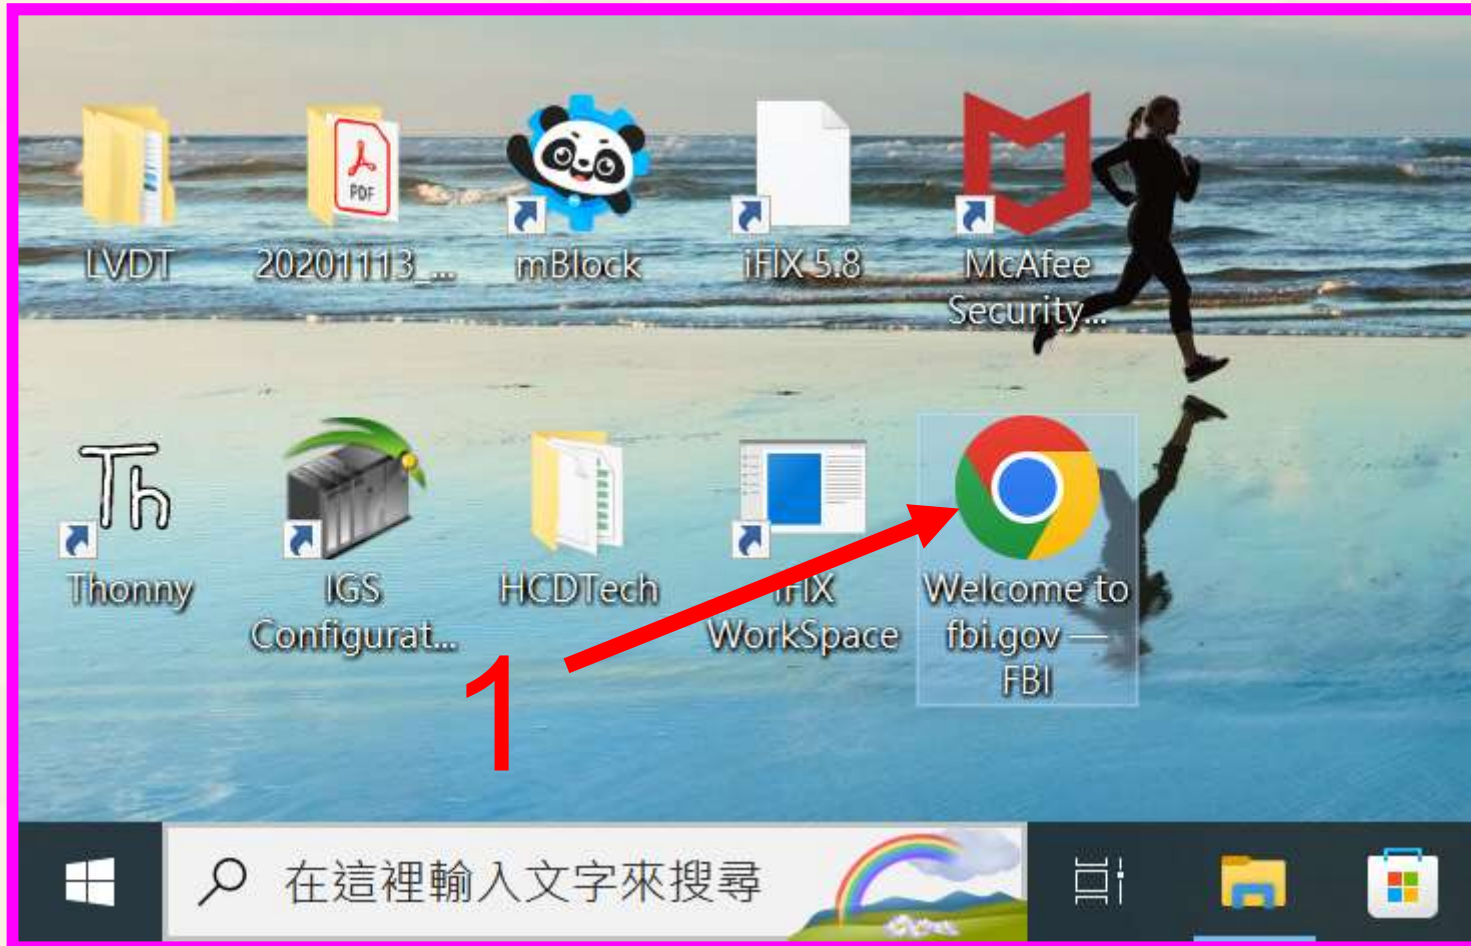 PDF
LVDT
20201113_...
mBlock
iFIX 5.8
McAfee
Security...
Th
Thonny
IGS
Configurat...
HCDTech
iFIX
WorkSpace
Welcome to
fbi.gov —
FBI
1
在這裡輸入文字來搜尋